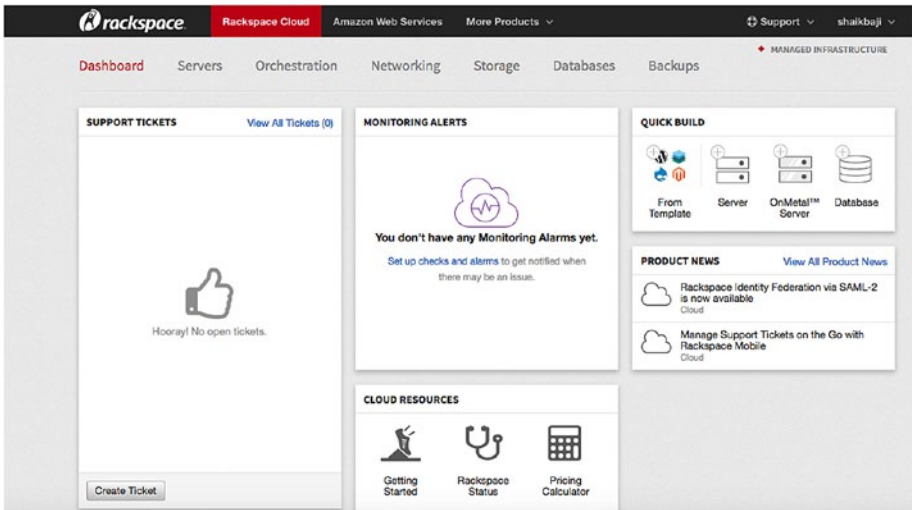 rackspace
Rackspace Cloud
Amazon Web Services
More Products
Support
shaikbaji
MANAGED INFRASTRUCTURE
Dashboard
Servers
Orchestration
Networking
Storage
Databases
Backups
SUPPORT TICKETS
View All Tickets (0)
Hooray! No open tickets.
Create Ticket
MONITORING ALERTS
You don't have any Monitoring Alarms yet.
Set up checks and alarms to get notified when
there may be an issue.
CLOUD RESOURCES
Getting
Started
Rackspace
Status
Pricing
Calculator
QUICK BUILD
From
Template
Server
OnMetal™
Server
Database
PRODUCT NEWS
View All Product News
Rackspace Identity Federation via SAML-2
is now available
Cloud
Manage Support Tickets on the Go with
Rackspace Mobile
Cloud